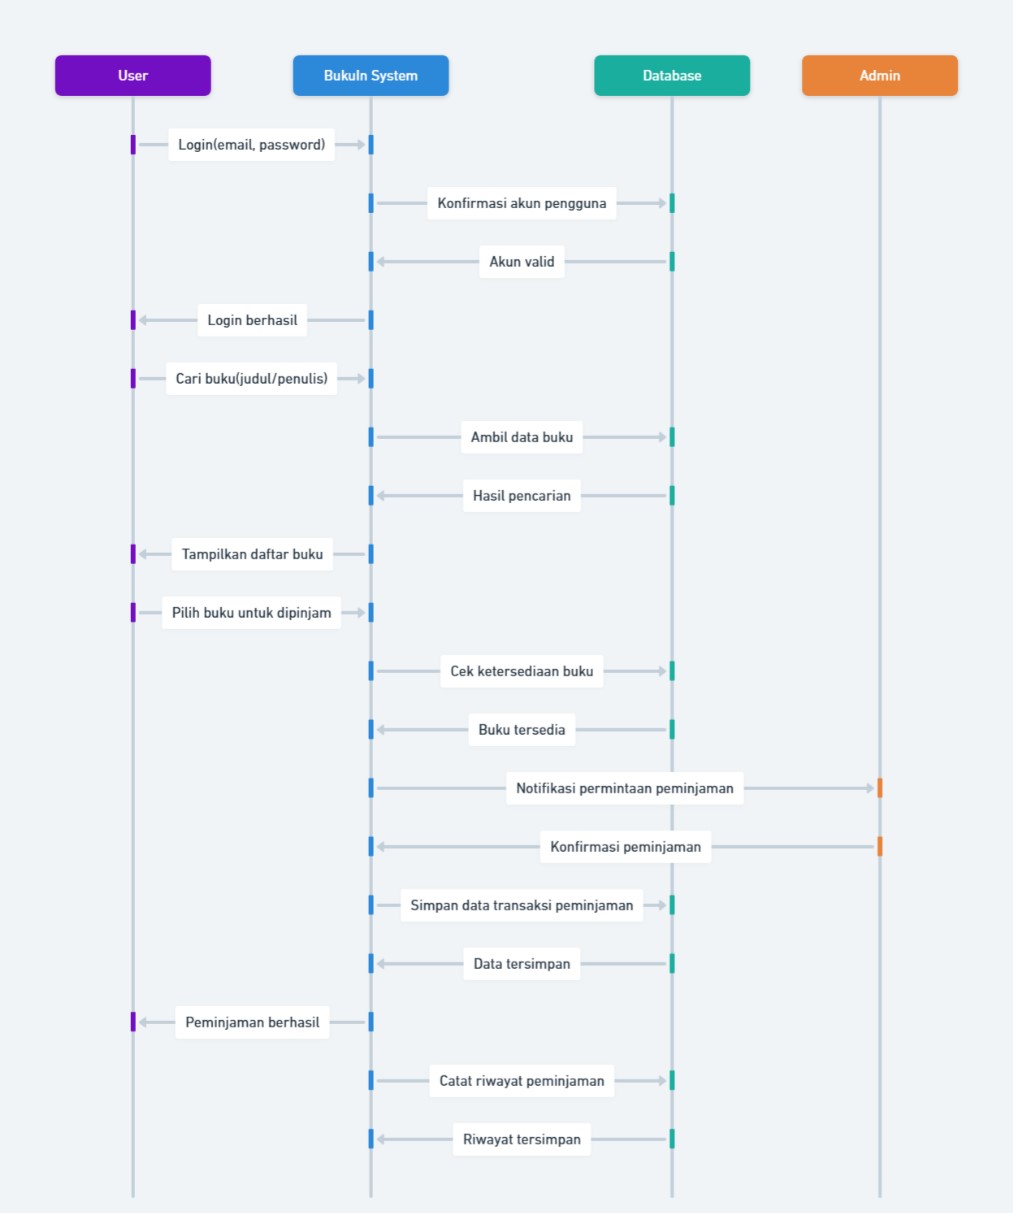 User
BukuIn System
Database
Admin
Login(email, password)
Konfirmasi akun pengguna
Akun valid
Login berhasil
Cari buku(judul/penulis)
Ambil data buku
Hasil pencarian
Tampilkan daftar buku
Pilih buku untuk dipinjam
Cek ketersediaan buku
Buku tersedia
Notifikasi permintaan peminjaman
Konfirmasi peminjaman
Simpan data transaksi peminjaman
Data tersimpan
Peminjaman berhasil
Catat riwayat peminjaman
Riwayat tersimpan